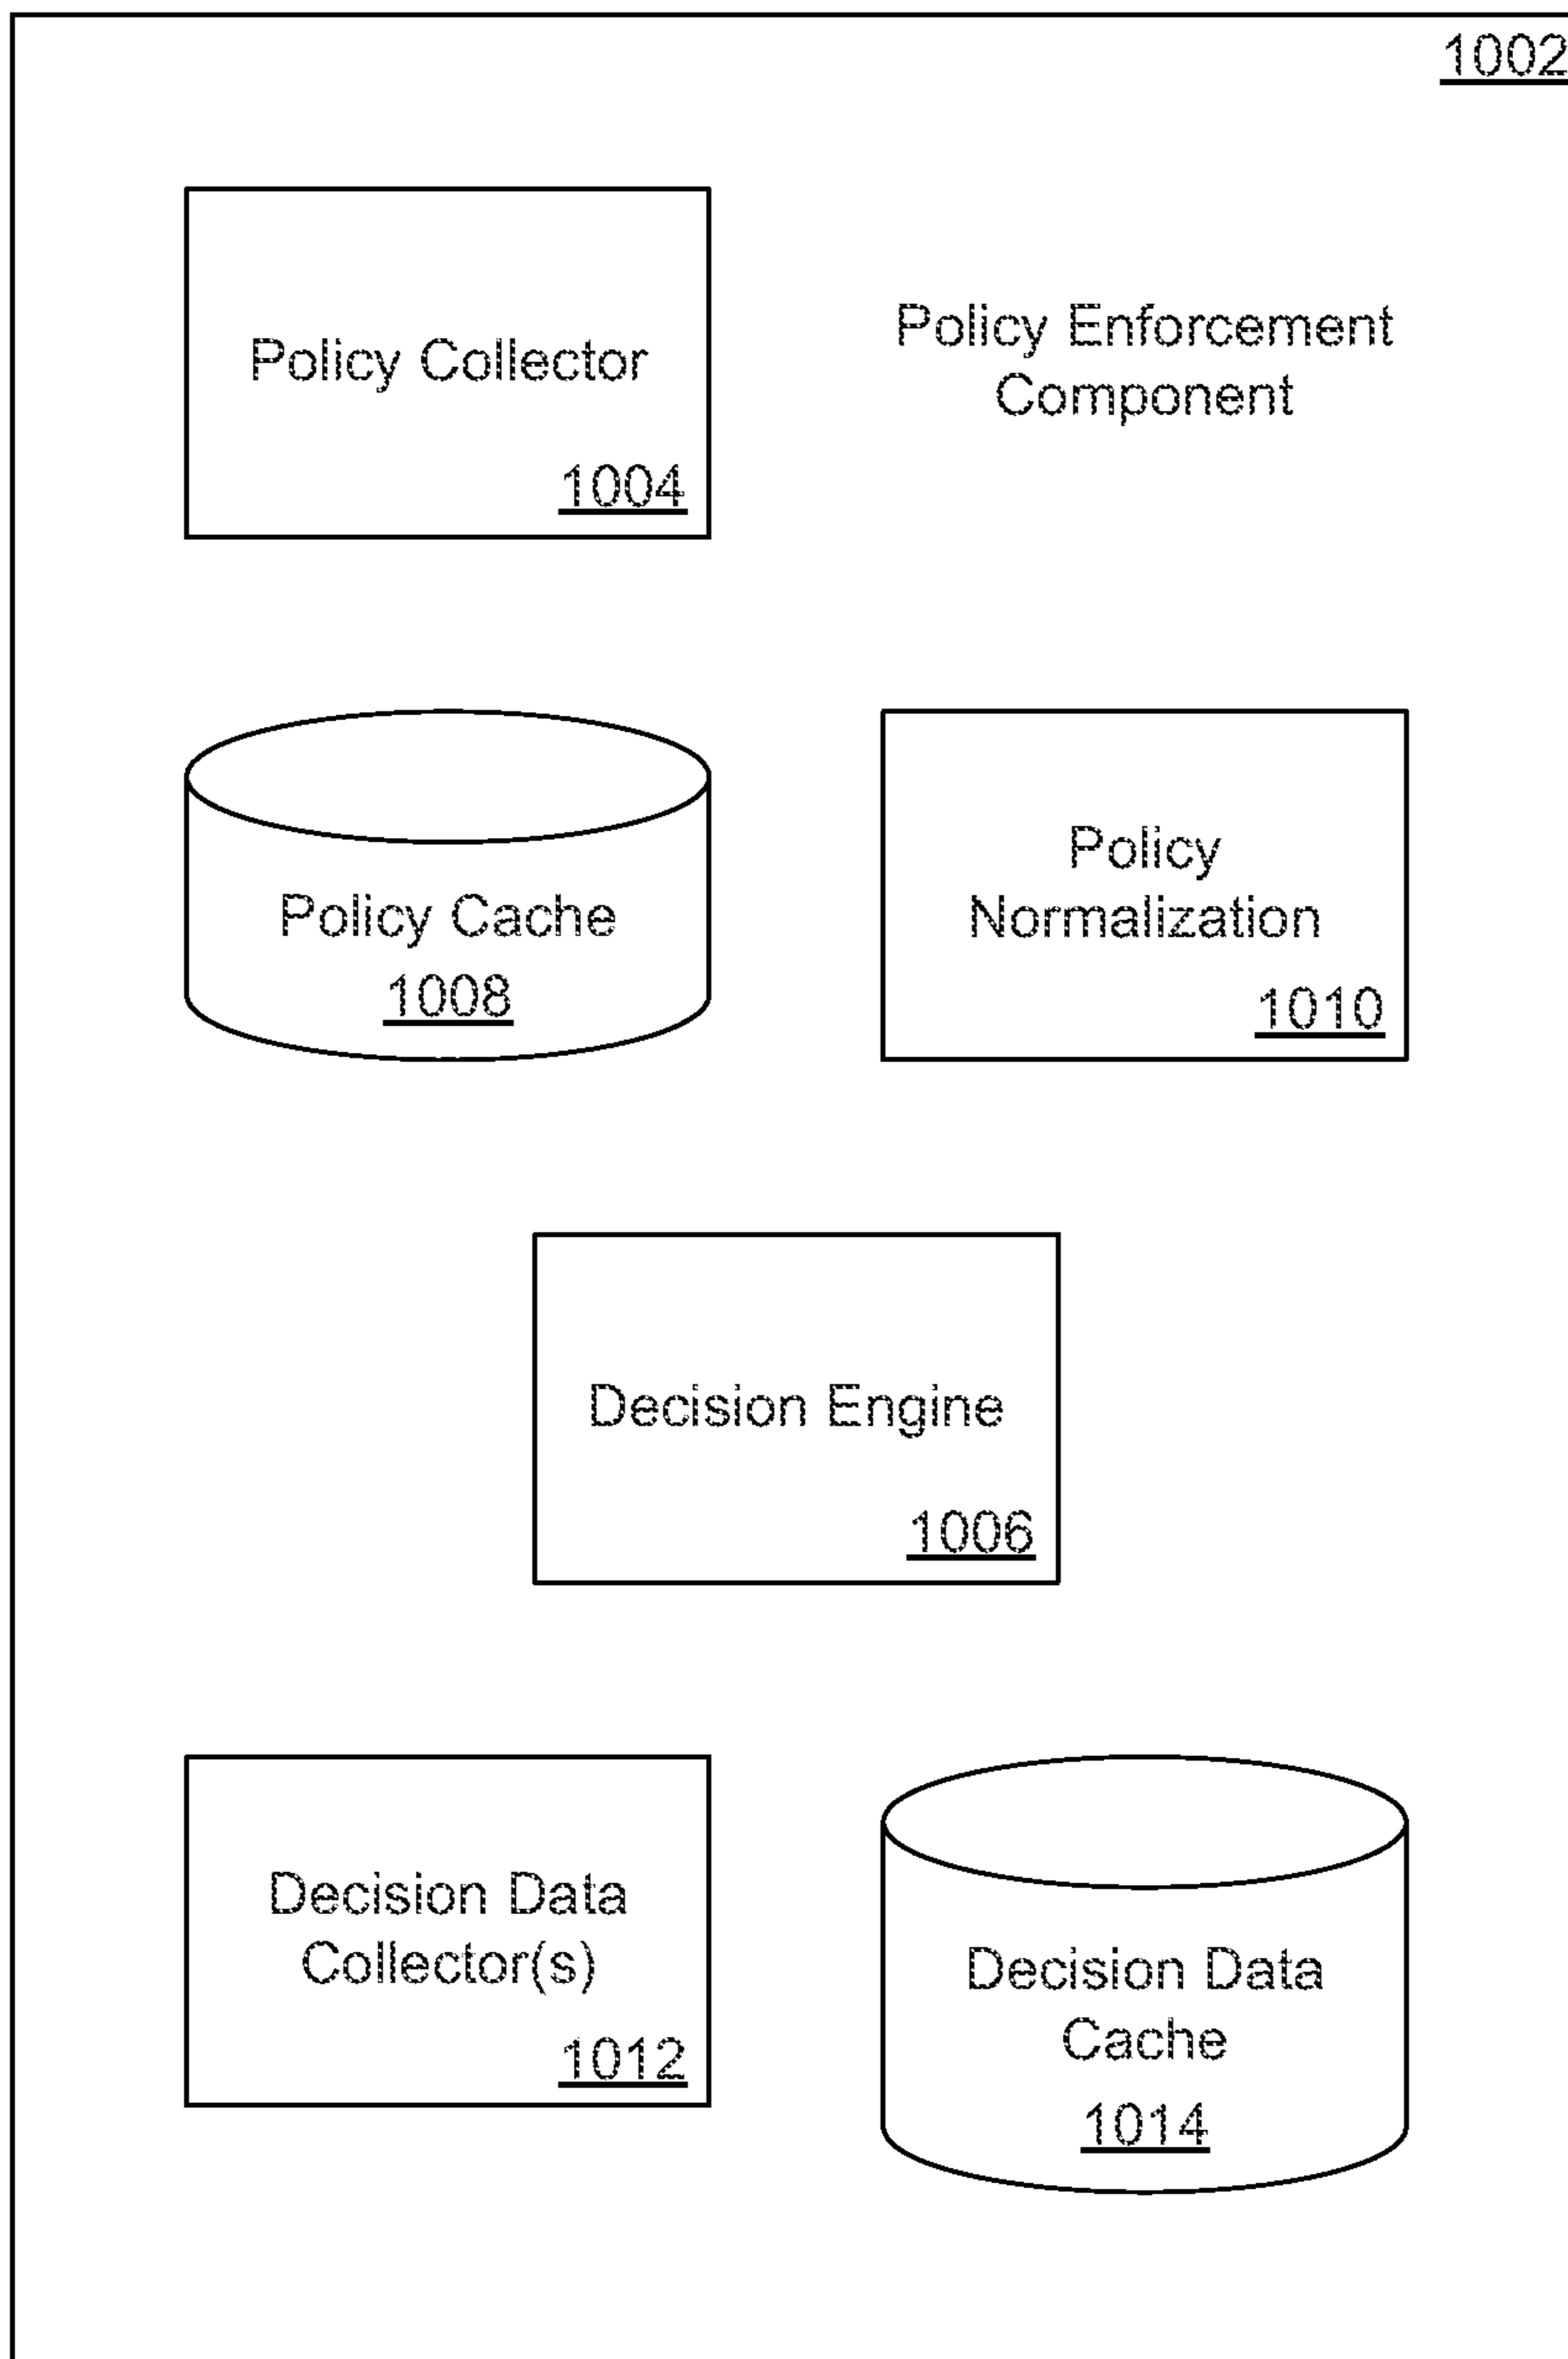 1002
Policy Collector
1004
Policy Enforcement
Component
Policy Cache
1008
Policy
Normalization
1010
Decision Engine
1006
Decision Data
Collector(s)
1012
Decision Data
Cache
1014